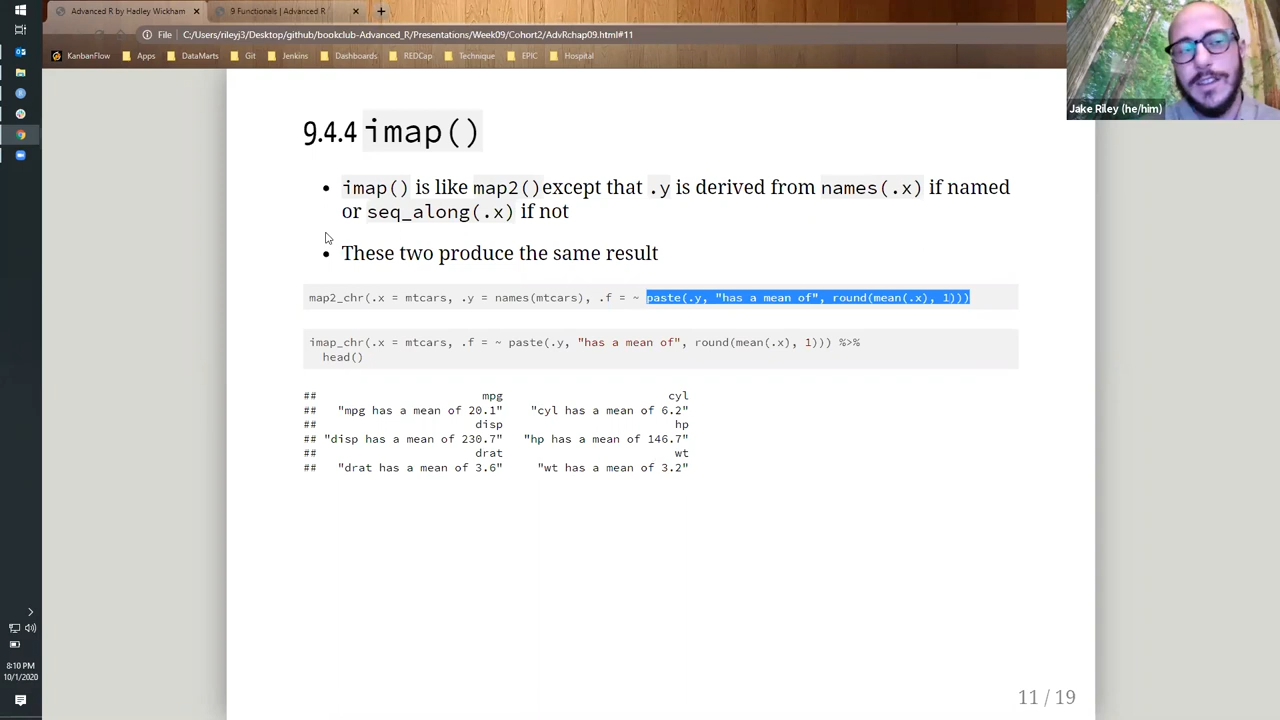 Advanced R by Hadley Wickham
9 Functionals | Advanced R
File
C:/Users/rileyj3/Desktop/github/bookclub-Advanced_R/Presentations/Week09/Cohort2/AdvRchap09.html#11
KanbanFlow Apps DataMarts Git Jenkins Dashboards REDCap Technique EPIC Hospital
Jake Riley (he/him)
9.4.4 imap()
• imap() is like map2()except that .y is derived from names(.x) if named
or seq_along(.x) if not
• These two produce the same result
map2_chr(.x = mtcars, .y = names(mtcars), .f = ~ paste(.y, "has a mean of", round(mean(.x), 1)))
imap_chr(.x = mtcars, .f = ~ paste(.y, "has a mean of", round(mean(.x), 1))) %>%
head()
## mpg cyl
## "mpg has a mean of 20.1" "cyl has a mean of 6.2"
## disp hp
## "disp has a mean of 230.7" "hp has a mean of 146.7"
## drat wt
## "drat has a mean of 3.6" "wt has a mean of 3.2"
11 / 19
8:10 PM
10/1/2020